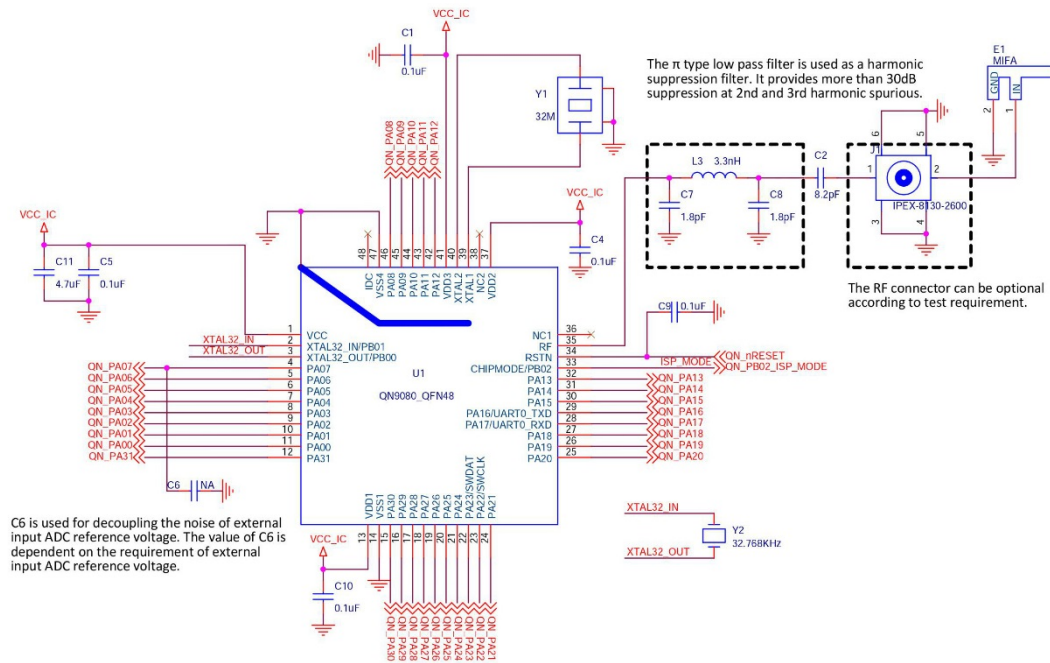 VCC_IC
C1
0.1uF
Y1
32M
The π type low pass filter is used as a harmonic
suppression filter. It provides more than 30dB
suppression at 2nd and 3rd harmonic spurious.
E1
MIFA
GND
IN
2
1
QN_PA08
QN_PA09
QN_PA10
QN_PA11
QN_PA12
L3 3.3nH
C7
1.8pF
C8
1.8pF
C2
8.2pF
J1
6
5
1
2
3
4
IPEX-8130-2600
The RF connector can be optional
according to test requirement.
VCC_IC
C11
4.7uF
C5
0.1uF
VCC_IC
C4
0.1uF
48
47
46
45
44
43
42
41
40
39
38
37
IDC
VSS4
PA08
PA09
PA10
PA11
PA12
VDD3
XTAL2
XTAL1
NC2
VDD2
C9 0.1uF
XTAL32_IN
XTAL32_OUT
QN_PA07
QN_PA06
QN_PA05
QN_PA04
QN_PA03
QN_PA02
QN_PA01
QN_PA00
QN_PA31
1 VCC
2 XTAL32_IN/PB01
3 XTAL32_OUT/PB00
4 PA07
5 PA06
6 PA05
7 PA04
8 PA03
9 PA02
10 PA01
11 PA00
12 PA31
U1
QN9080_QFN48
NC1 36
RF 35
RSTN 34
CHIPMODE/PB02 33
PA13 32
PA14 31
PA15 30
PA16/UART0_TXD 29
PA17/UART0_RXD 28
PA18 27
PA19 26
PA20 25
QN_nRESET
ISP_MODE
QN_PB02_ISP_MODE
QN_PA13
QN_PA14
QN_PA15
QN_PA16
QN_PA17
QN_PA18
QN_PA19
QN_PA20
C6 NA
C6 is used for decoupling the noise of external
input ADC reference voltage. The value of C6 is
dependent on the requirement of external
input ADC reference voltage.
VDD1
VSS1
PA30
PA29
PA28
PA27
PA26
PA25
PA24
PA23/SWDAT
PA22/SWCLK
PA21
13
14
15
16
17
18
19
20
21
22
23
24
VCC_IC
C10
0.1uF
QN_PA30
QN_PA29
QN_PA28
QN_PA27
QN_PA26
QN_PA25
QN_PA24
QN_PA23
QN_PA22
QN_PA21
XTAL32_IN
Y2
32.768KHz
XTAL32_OUT